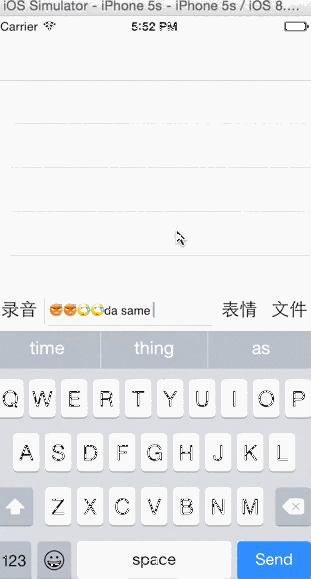 iOS Simulator - iPhone 5s - iPhone 5s / iOS 8....
Carrier 5:52 PM
录音 😡😡🙄🙄da same 表情 文件
time thing as
Q W E R T Y U I O P
A S D F G H J K L
Z X C V B N M
123 space Send